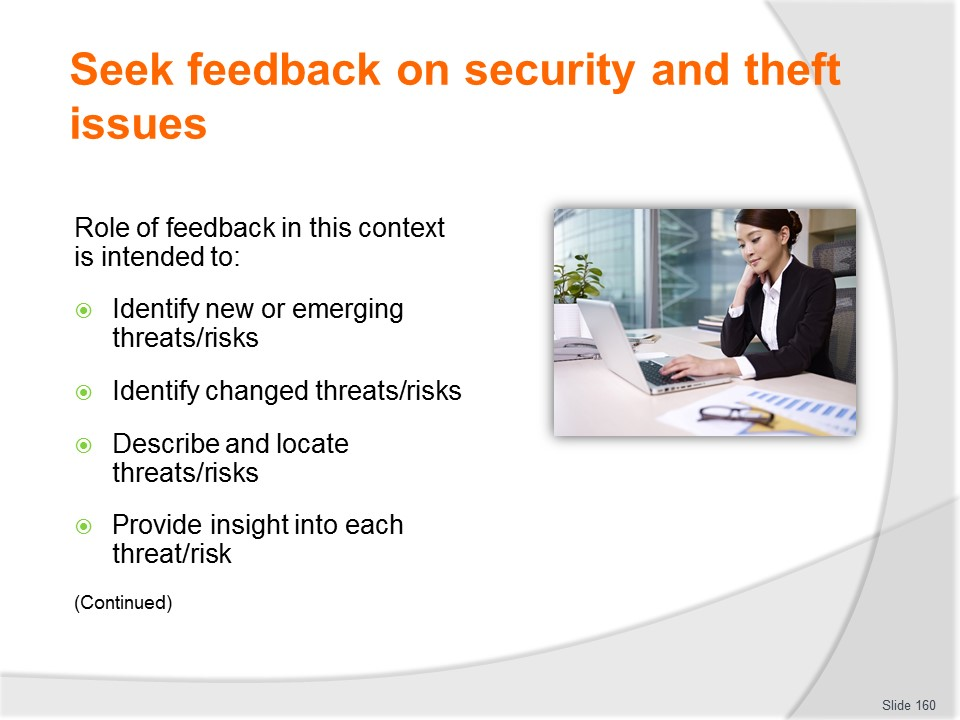 Seek feedback on security and theft
issues
Role of feedback in this context
is intended to:
Identify new or emerging
threats/risks
Identify changed threats/risks
Describe and locate
threats/risks
Provide insight into each
threat/risk
(Continued)
Slide 160